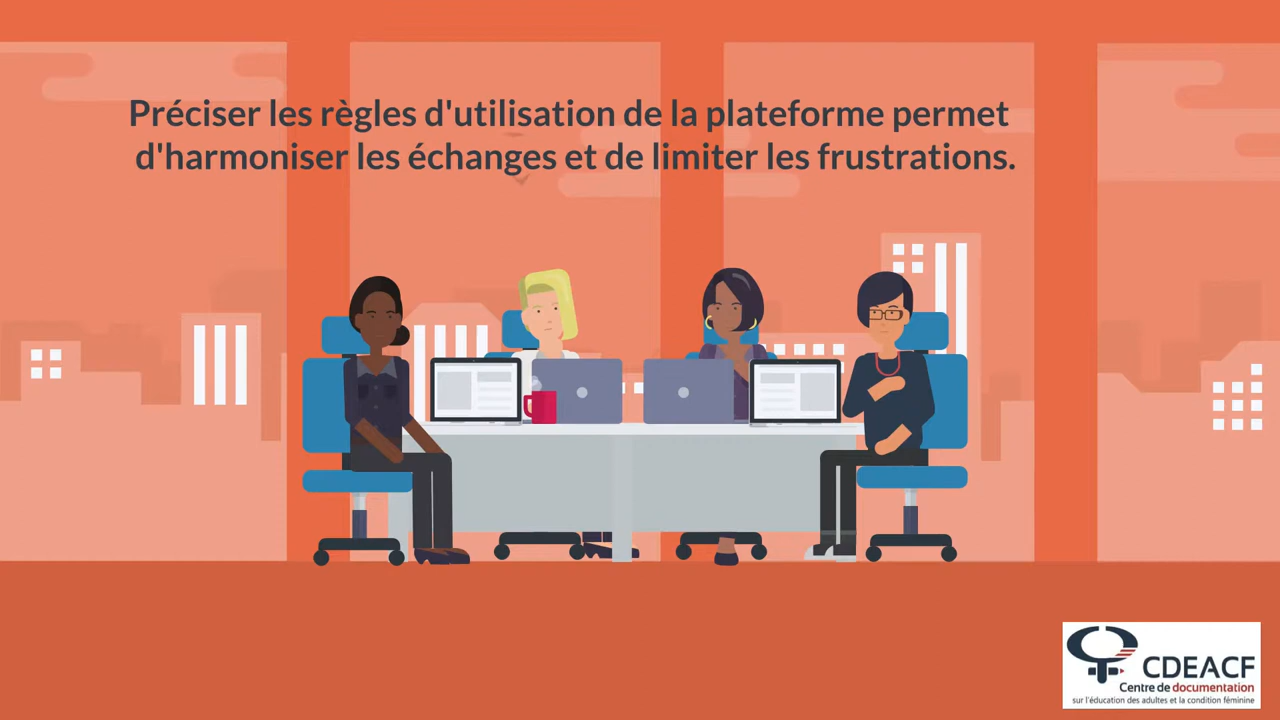 Préciser les règles d'utilisation de la plateforme permet
d'harmoniser les échanges et de limiter les frustrations.
CDEACF
Centre de documentation
sur l'éducation des adultes et la condition féminine